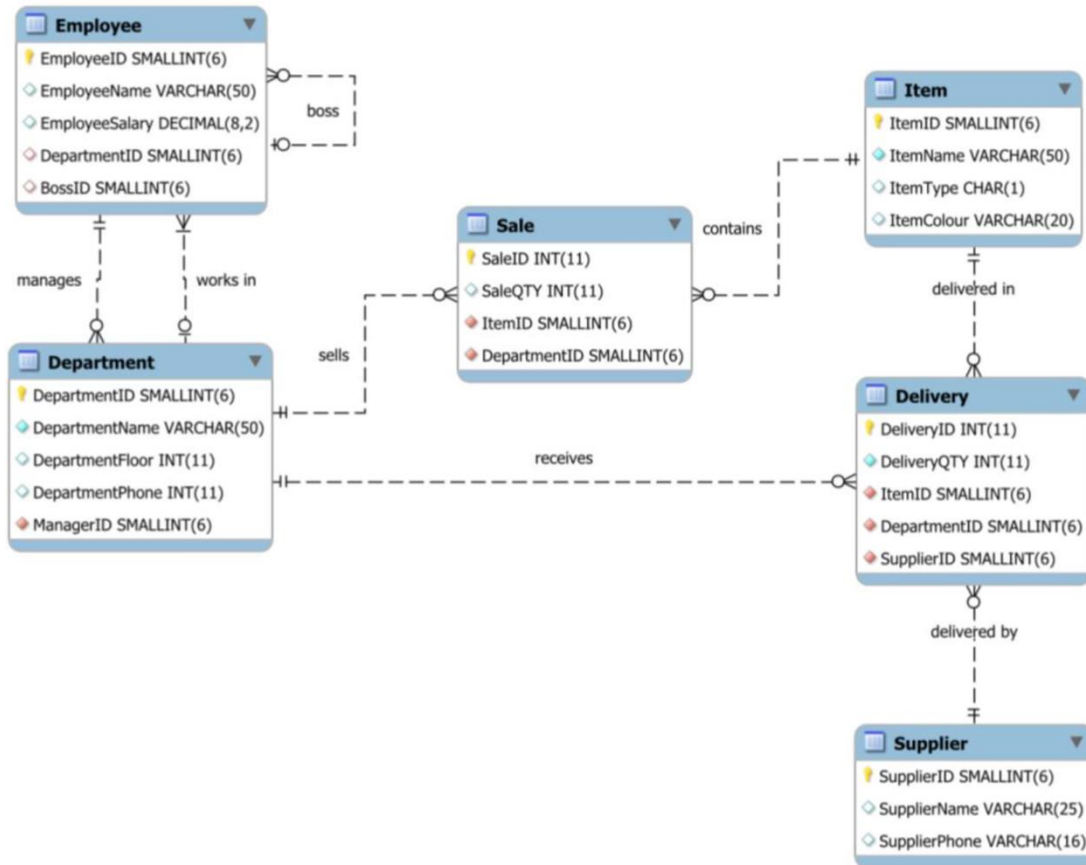 Employee
EmployeeID SMALLINT(6)
EmployeeName VARCHAR(50)
EmployeeSalary DECIMAL(8,2)
DepartmentID SMALLINT(6)
BossID SMALLINT(6)
boss
manages
works in
Department
DepartmentID SMALLINT(6)
DepartmentName VARCHAR(50)
DepartmentFloor INT(11)
DepartmentPhone INT(11)
ManagerID SMALLINT(6)
sells
Sale
SaleID INT(11)
SaleQTY INT(11)
ItemID SMALLINT(6)
DepartmentID SMALLINT(6)
contains
receives
Item
ItemID SMALLINT(6)
ItemName VARCHAR(50)
ItemType CHAR(1)
ItemColour VARCHAR(20)
delivered in
Delivery
DeliveryID INT(11)
DeliveryQTY INT(11)
ItemID SMALLINT(6)
DepartmentID SMALLINT(6)
SupplierID SMALLINT(6)
delivered by
Supplier
SupplierID SMALLINT(6)
SupplierName VARCHAR(25)
SupplierPhone VARCHAR(16)